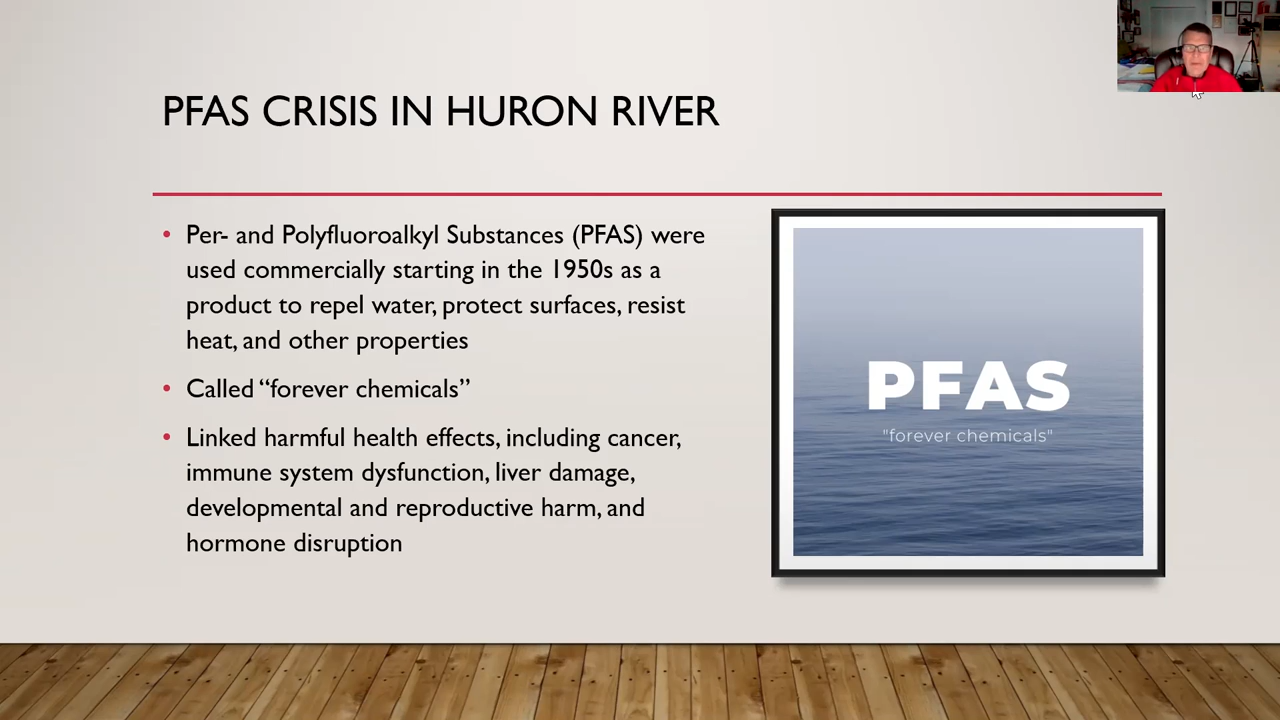 PFAS CRISIS IN HURON RIVER
• Per- and Polyfluoroalkyl Substances (PFAS) were
used commercially starting in the 1950s as a
product to repel water, protect surfaces, resist
heat, and other properties
• Called “forever chemicals”
• Linked harmful health effects, including cancer,
immune system dysfunction, liver damage,
developmental and reproductive harm, and
hormone disruption
PFAS
"forever chemicals"